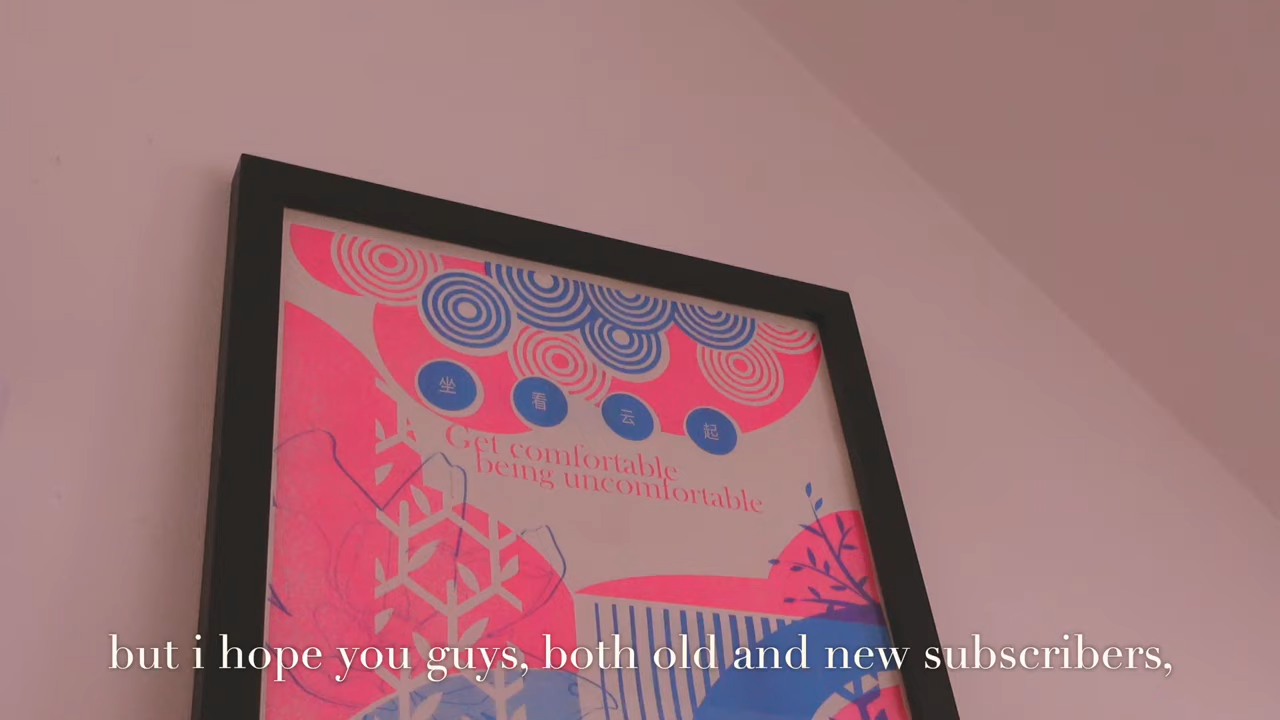 坐看云起
Get comfortable
being uncomfortable
but i hope you guys, both old and new subscribers,